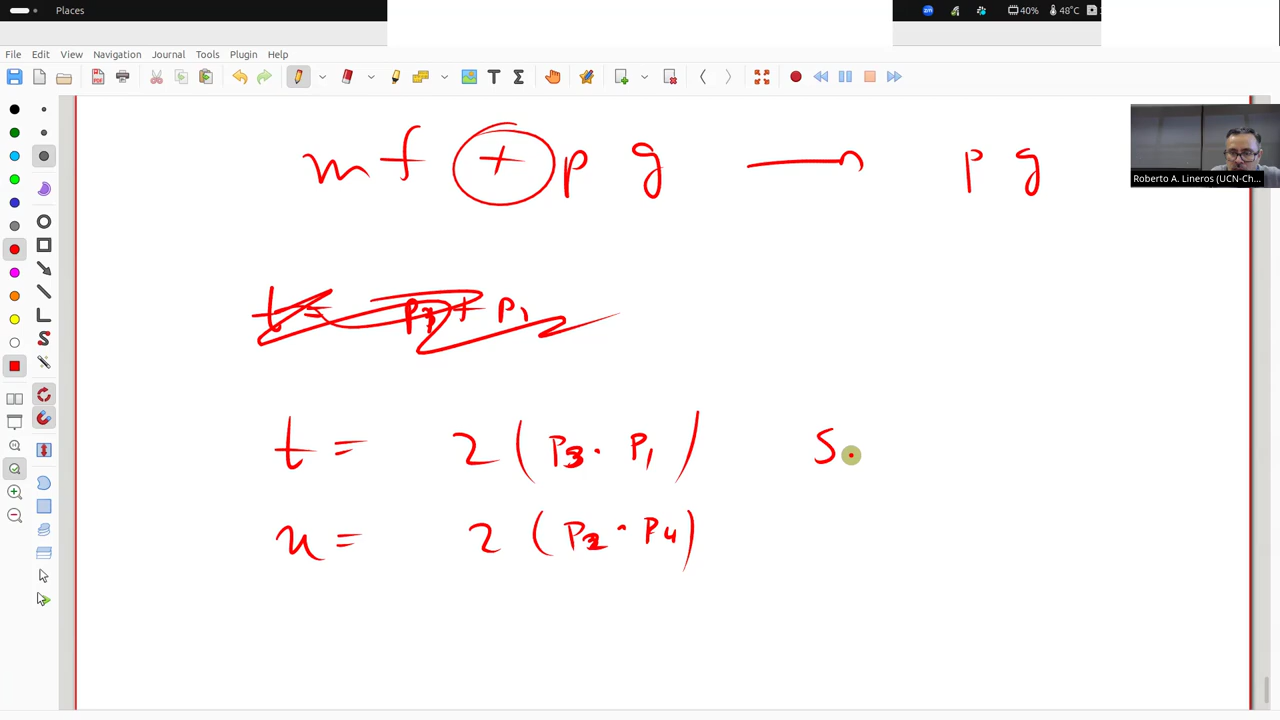 Places
40% 48°C
File Edit View Navigation Journal Tools Plugin Help
m f + p g → p g
Roberto A. Lineros (UCN-Ch...
t = p₁
t = 2 ( p₃ · p₁ ) s
u = 2 ( p₂ · p₄ )